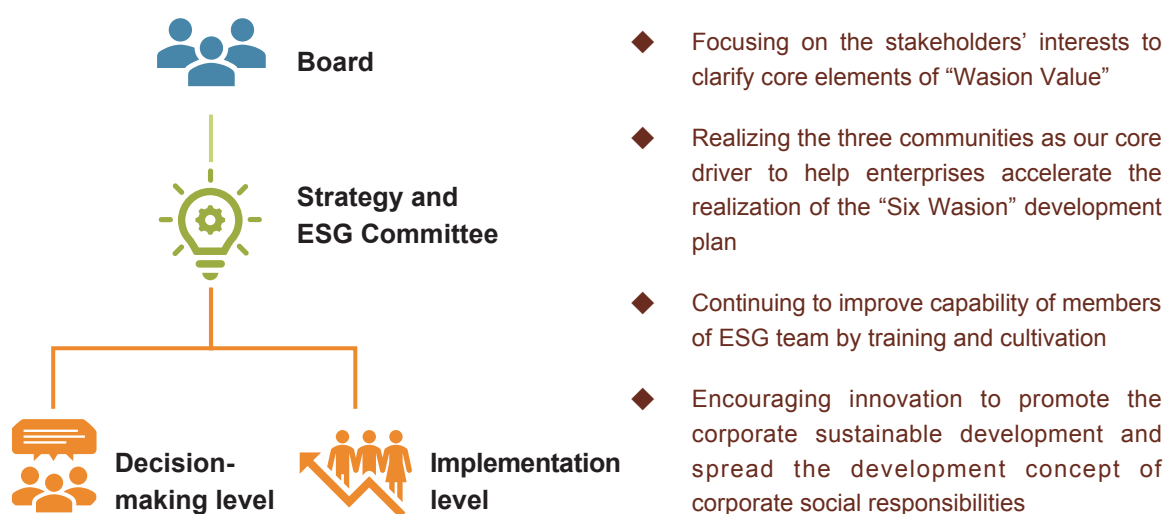 Board
Strategy and
ESG Committee
Decision-
making level
Implementation
level
◆ Focusing on the stakeholders’ interests to
clarify core elements of “Wasion Value”
◆ Realizing the three communities as our core
driver to help enterprises accelerate the
realization of the “Six Wasion” development
plan
◆ Continuing to improve capability of members
of ESG team by training and cultivation
◆ Encouraging innovation to promote the
corporate sustainable development and
spread the development concept of
corporate social responsibilities